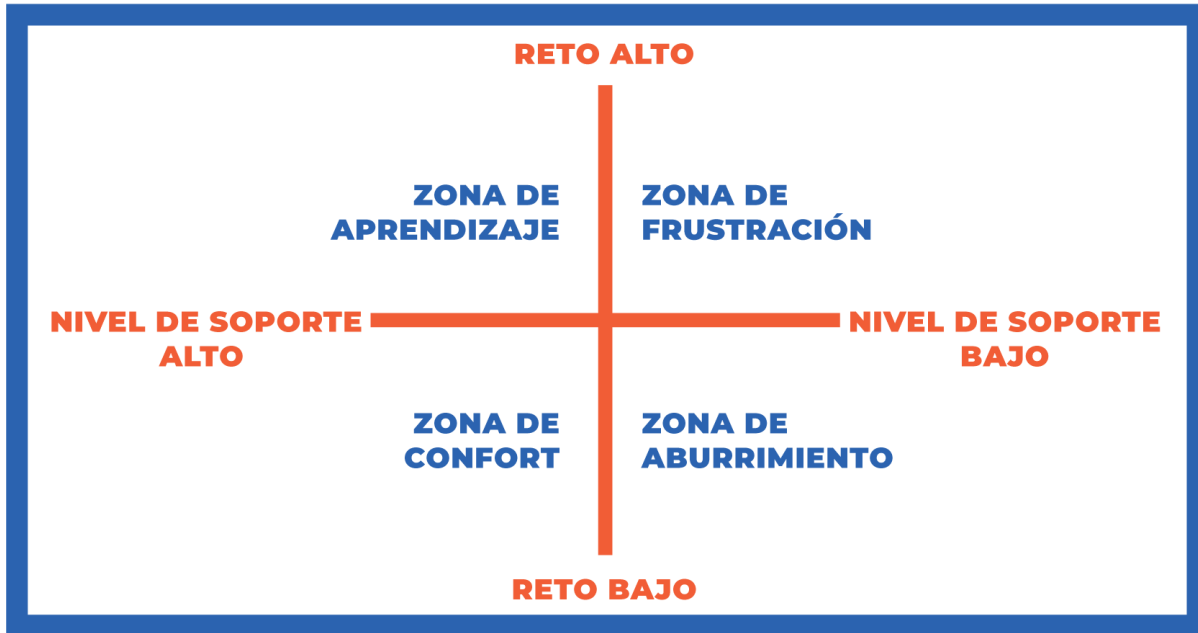 RETO ALTO
ZONA DE
APRENDIZAJE
ZONA DE
FRUSTRACIÓN
NIVEL DE SOPORTE
ALTO
NIVEL DE SOPORTE
BAJO
ZONA DE
CONFORT
ZONA DE
ABURRIMIENTO
RETO BAJO